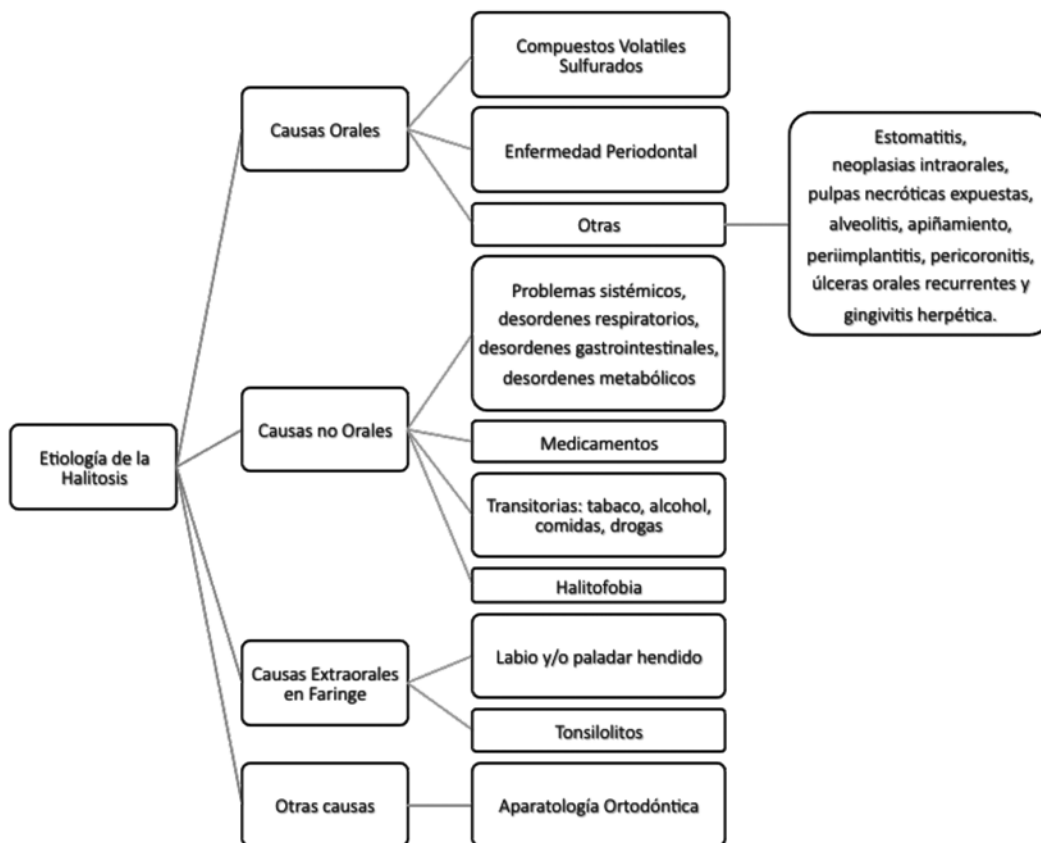 Etiología de la
Halitosis
Causas Orales
Compuestos Volatiles
Sulfurados
Enfermedad Periodontal
Otras
Estomatitis,
neoplasias intraorales,
pulpas necróticas expuestas,
alveolitis, apiñamiento,
periimplantitis, pericoronitis,
úlceras orales recurrentes y
gingivitis herpética.
Causas no Orales
Problemas sistémicos,
desordenes respiratorios,
desordenes gastrointestinales,
desordenes metabólicos
Medicamentos
Transitorias: tabaco, alcohol,
comidas, drogas
Halitofobia
Causas Extraorales
en Faringe
Labio y/o paladar hendido
Tonsilolitos
Otras causas
Aparatología Ortodóntica